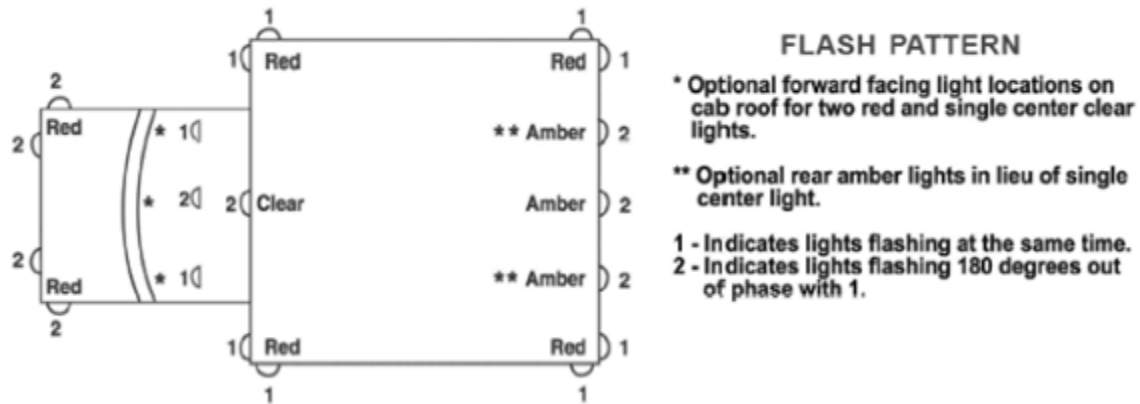 1 1
1 Red Red 1
2
Red * 1 ** Amber 2
2
* 2 2 Clear Amber 2
2 * 1 ** Amber 2
Red
2
1 Red Red 1
1 1
FLASH PATTERN
* Optional forward facing light locations on
cab roof for two red and single center clear
lights.
** Optional rear amber lights in lieu of single
center light.
1 - Indicates lights flashing at the same time.
2 - Indicates lights flashing 180 degrees out
of phase with 1.